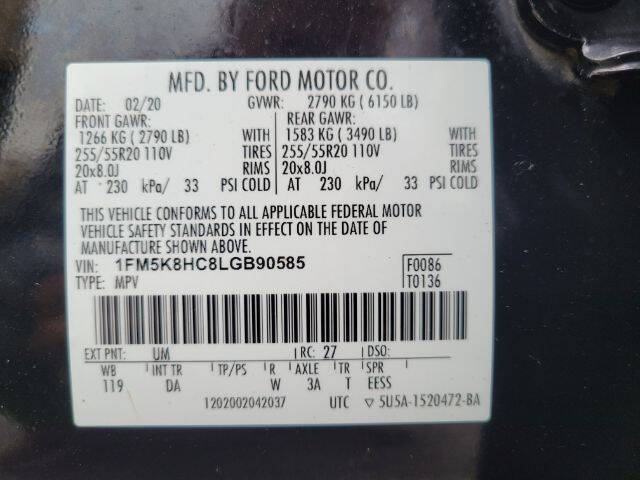 MFD. BY FORD MOTOR CO.
DATE: 02/20 GVWR: 2790 KG ( 6150 LB)
FRONT GAWR: REAR GAWR:
1266 KG ( 2790 LB) WITH 1583 KG ( 3490 LB) WITH
255/55R20 110V TIRES 255/55R20 110V TIRES
20x8.0J RIMS 20x8.0J RIMS
AT 230 kPa/ 33 PSI COLD AT 230 kPa/ 33 PSI COLD
THIS VEHICLE CONFORMS TO ALL APPLICABLE FEDERAL MOTOR
VEHICLE SAFETY STANDARDS IN EFFECT ON THE DATE OF
MANUFACTURE SHOWN ABOVE.
VIN: 1FM5K8HC8LGB90585 F0086
TYPE: MPV T0136
EXT PNT: UM RC: 27 DSO:
WB INT TR TP/PS R AXLE TR SPR
119 DA W 3A T EESS
1202002042037 UTC ▽ 5U5A-1520472-BA